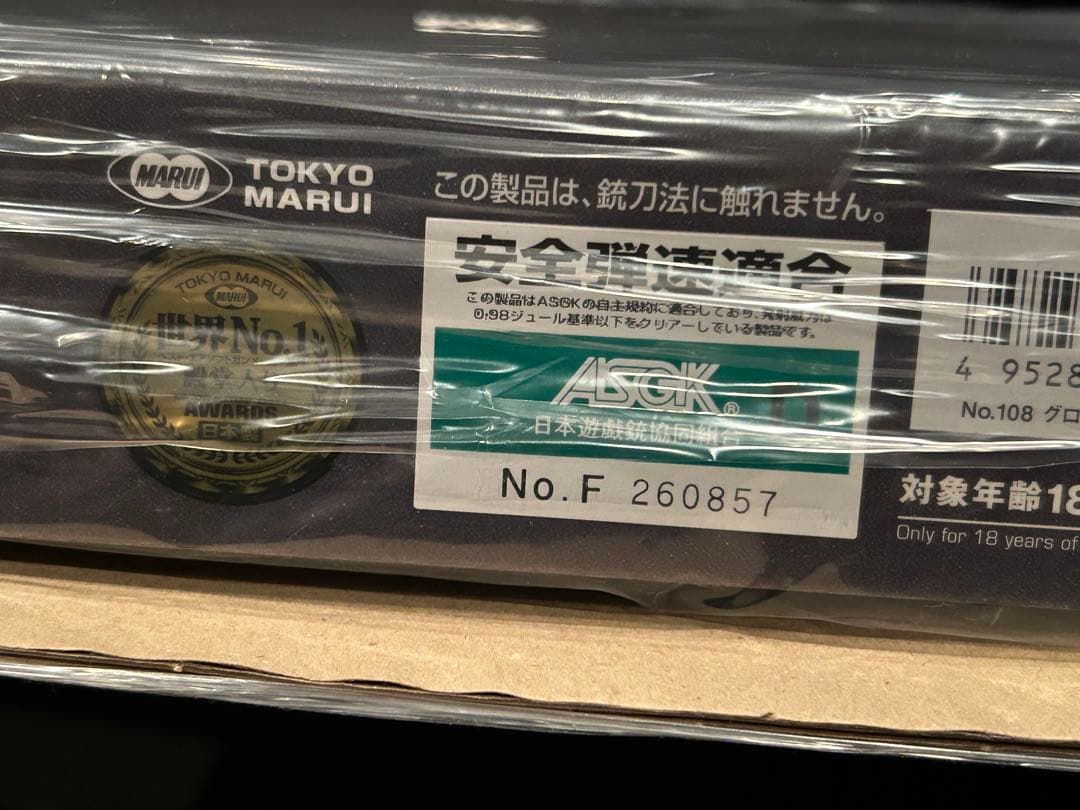 MARUI
TOKYO
MARUI
この製品は、銃刀法に触れません。
TOKYO MARUI
MARUI
世界No.1
AWARDS
日本製
安全弾速適合
この製品はASGKの自主規約に適合しており、発射威力は
0.98ジュール基準以下をクリアーしている製品です。
ASGK®
日本遊戯銃協同組合
No. F 260857
4 9528
No.108 グロ
対象年齢18
Only for 18 years of